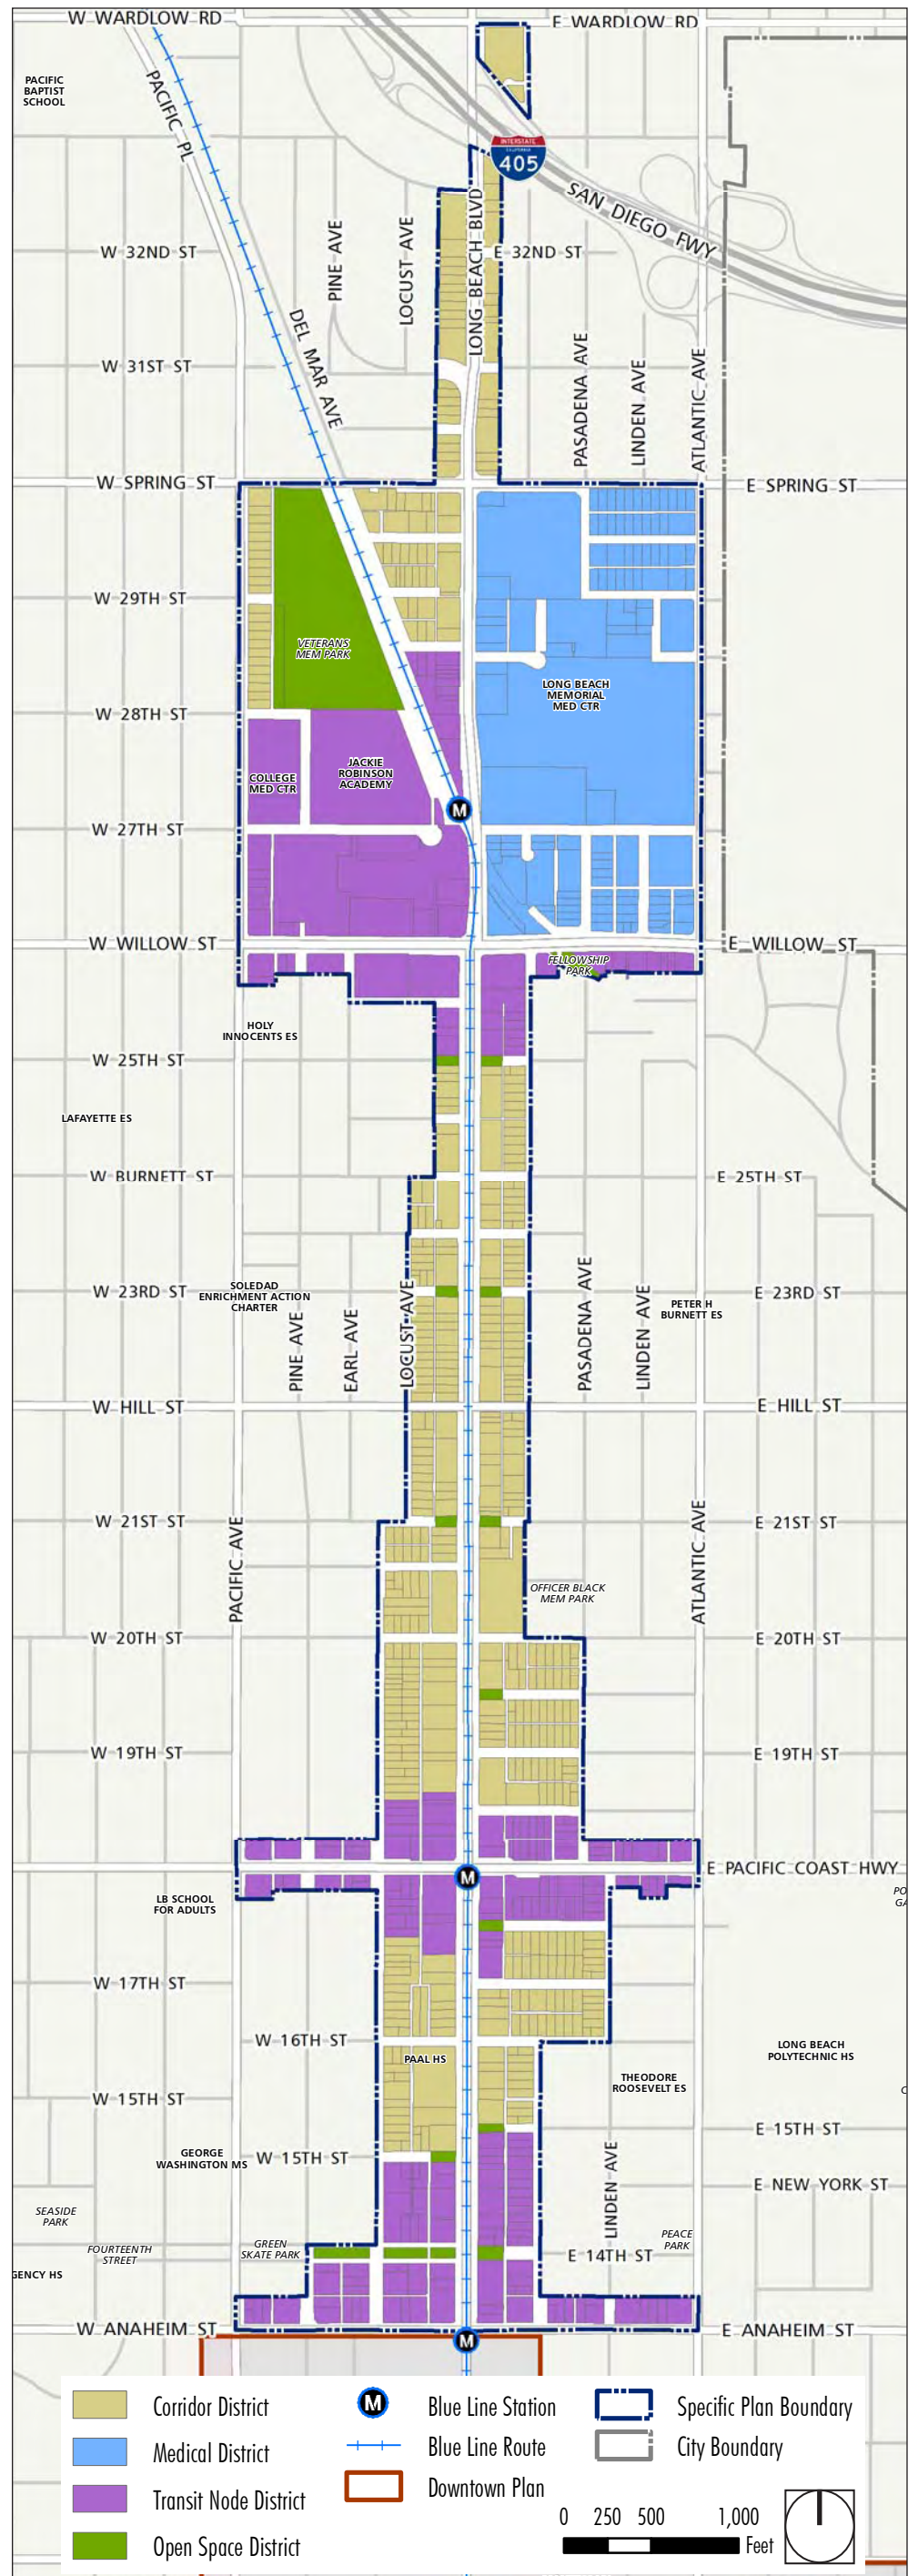 W WARDLOW RD
E WARDLOW RD
PACIFIC
BAPTIST
SCHOOL
PACIFIC PL
INTERSTATE
CALIFORNIA
405
SAN DIEGO FWY
W 32ND ST
PINE AVE
LOCUST AVE
LONG BEACH BLVD
E 32ND ST
DEL MAR AVE
W 31ST ST
PASADENA AVE
LINDEN AVE
ATLANTIC AVE
W SPRING ST
E SPRING ST
W 29TH ST
VETERANS
MEM PARK
LONG BEACH
MEMORIAL
MED CTR
W 28TH ST
COLLEGE
MED CTR
JACKIE
ROBINSON
ACADEMY
M
W 27TH ST
W WILLOW ST
E WILLOW ST
FELLOWSHIP
PARK
HOLY
INNOCENTS ES
W 25TH ST
LAFAYETTE ES
W BURNETT ST
E 25TH ST
W 23RD ST
SOLEDAD
ENRICHMENT ACTION
CHARTER
PINE AVE
EARL AVE
LOCUST AVE
PASADENA AVE
LINDEN AVE
PETER H
BURNETT ES
E 23RD ST
W HILL ST
E HILL ST
W 21ST ST
E 21ST ST
PACIFIC AVE
ATLANTIC AVE
OFFICER BLACK
MEM PARK
W 20TH ST
E 20TH ST
W 19TH ST
E 19TH ST
E PACIFIC COAST HWY
M
LB SCHOOL
FOR ADULTS
PO
GA
W 17TH ST
W 16TH ST
PAAL HS
LONG BEACH
POLYTECHNIC HS
THEODORE
ROOSEVELT ES
C
W 15TH ST
E 15TH ST
GEORGE
WASHINGTON MS
W 15TH ST
LINDEN AVE
E NEW YORK ST
SEASIDE
PARK
FOURTEENTH
STREET
GREEN
SKATE PARK
PEACE
PARK
E 14TH ST
GENCY HS
W ANAHEIM ST
E ANAHEIM ST
M
Corridor District
Medical District
Transit Node District
Open Space District
M
Blue Line Station
Blue Line Route
Downtown Plan
Specific Plan Boundary
City Boundary
0 250 500 1,000
Feet